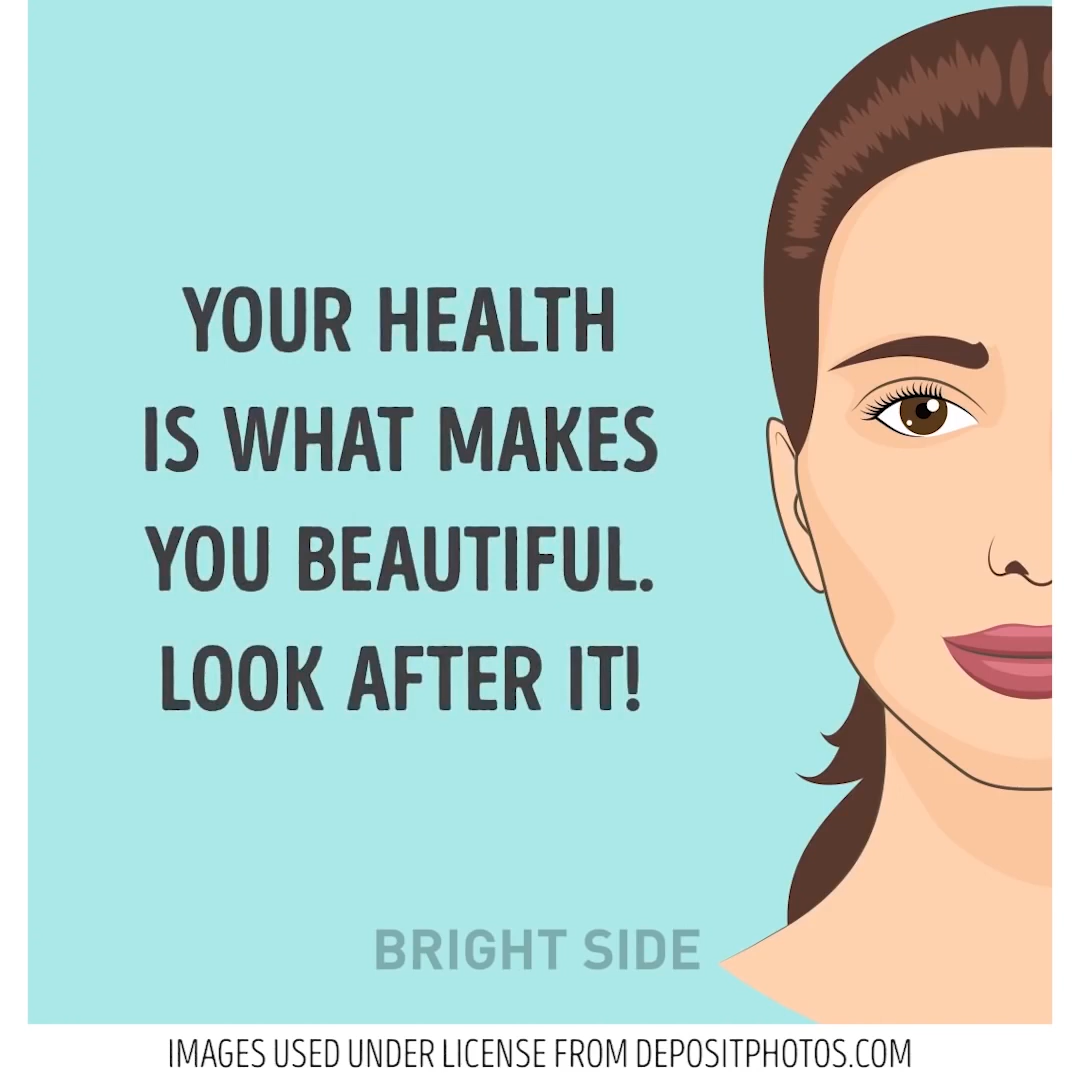 YOUR HEALTH
IS WHAT MAKES
YOU BEAUTIFUL.
LOOK AFTER IT!
BRIGHT SIDE
IMAGES USED UNDER LICENSE FROM DEPOSITPHOTOS.COM